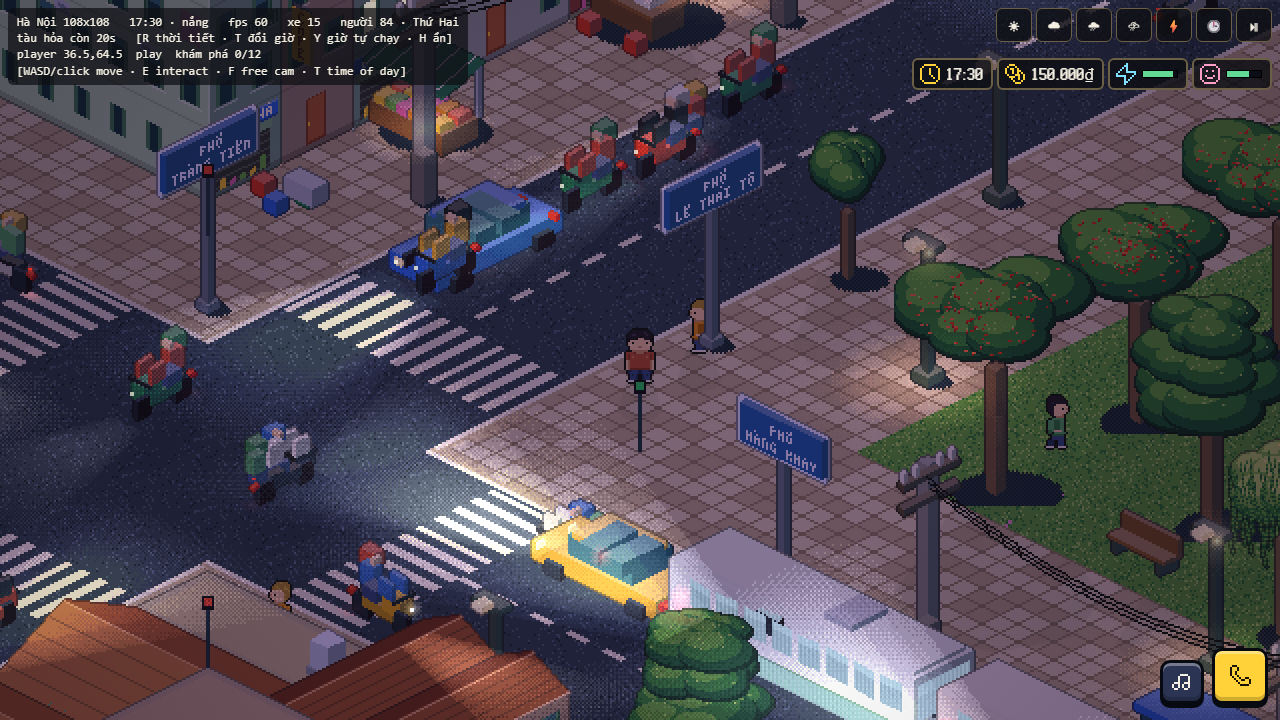 Hà Nội 108x108 17:30 · nắng fps 60 xe 15 người 84 · Thứ Hai
tàu hỏa còn 20s [R thời tiết · T đổi giờ · Y giờ tự chạy · H ẩn]
player 36.5,64.5 play khám phá 0/12
[WASD/click move · E interact · F free cam · T time of day]
17:30
150.000₫
PHỐ
TRÀNG TIỀN
PHỐ
LÊ THÁI TỔ
PHỐ
HÀNG KHAY